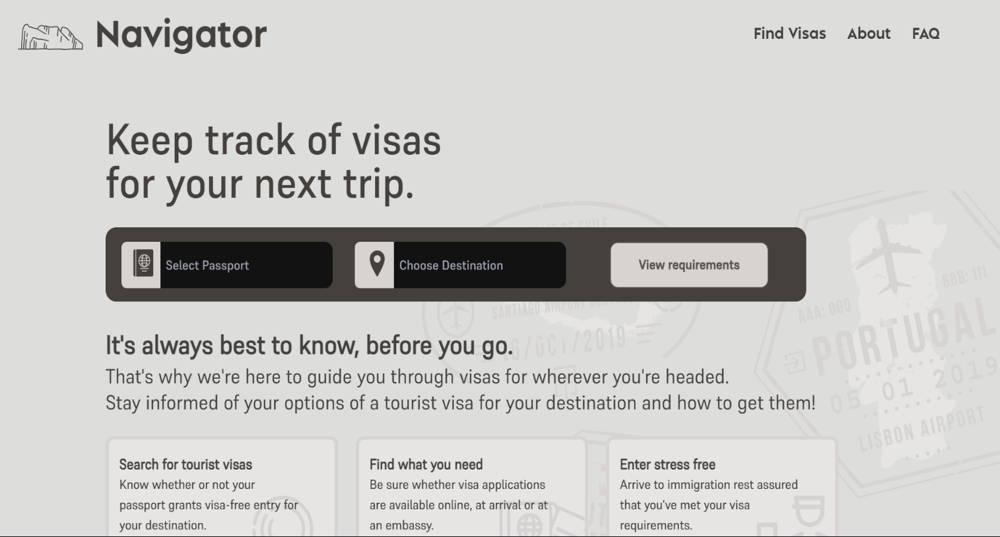 Navigator
Find Visas
About
FAQ
Keep track of visas
for your next trip.
Select Passport
Choose Destination
View requirements
SANTIAGO AIRPORT
2019
AAA: 000
BBB: 111
PORTUGAL
05 01 2019
LISBON AIRPORT
It's always best to know, before you go.
That's why we're here to guide you through visas for wherever you're headed.
Stay informed of your options of a tourist visa for your destination and how to get them!
Search for tourist visas
Know whether or not your
passport grants visa-free entry for
your destination.
Find what you need
Be sure whether visa applications
are available online, at arrival or at
an embassy.
Enter stress free
Arrive to immigration rest assured
that you've met your visa
requirements.